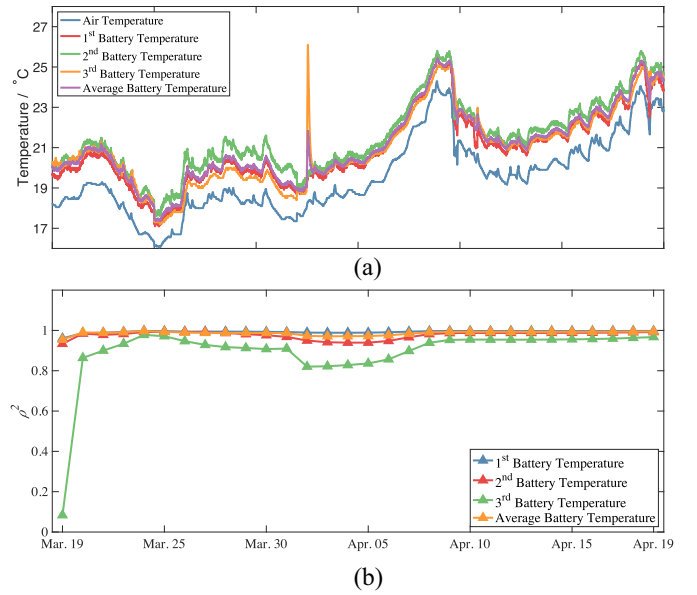 27
25
23
21
19
17
Temperature / °C
Air Temperature
1st Battery Temperature
2nd Battery Temperature
3rd Battery Temperature
Average Battery Temperature
(a)
1
0.8
0.6
0.4
0.2
0
ρ2
1st Battery Temperature
2nd Battery Temperature
3rd Battery Temperature
Average Battery Temperature
Mar. 19 Mar. 25 Mar. 30 Apr. 05 Apr. 10 Apr. 15 Apr. 19
(b)